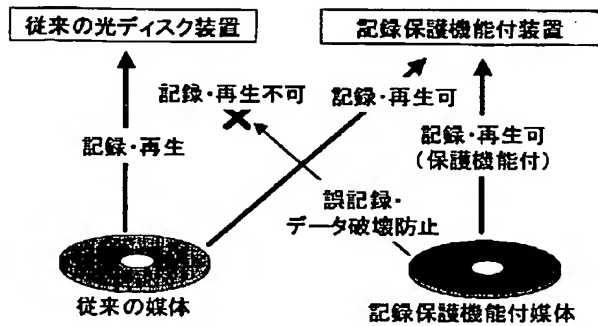 従来の光ディスク装置
記録保護機能付装置
記録・再生不可
記録・再生可
記録・再生
記録・再生可
(保護機能付)
誤記録・
データ破壊防止
従来の媒体
記録保護機能付媒体